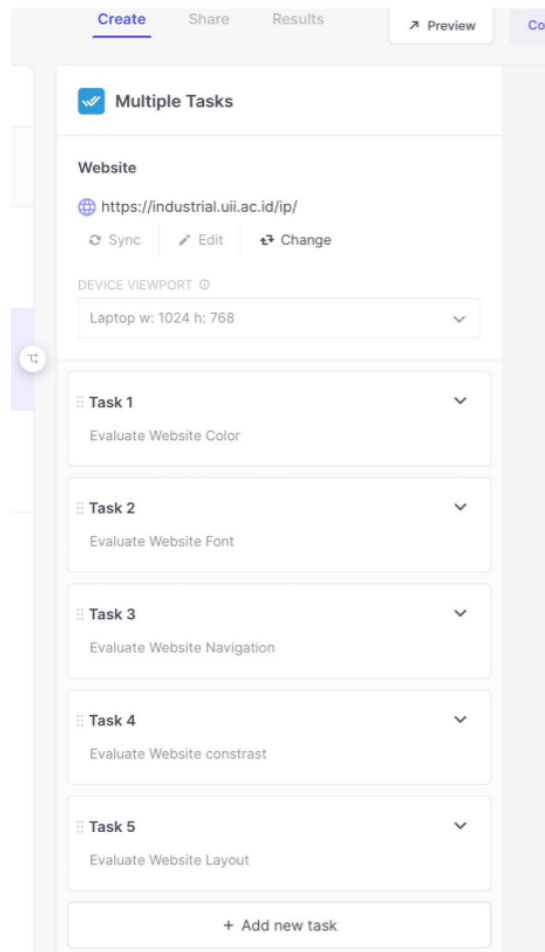 Create Share Results
Preview
Co
Multiple Tasks
Website
https://industrial.uii.ac.id/ip/
Sync Edit Change
DEVICE VIEWPORT
Laptop w: 1024 h: 768
Task 1
Evaluate Website Color
Task 2
Evaluate Website Font
Task 3
Evaluate Website Navigation
Task 4
Evaluate Website constrast
Task 5
Evaluate Website Layout
+ Add new task